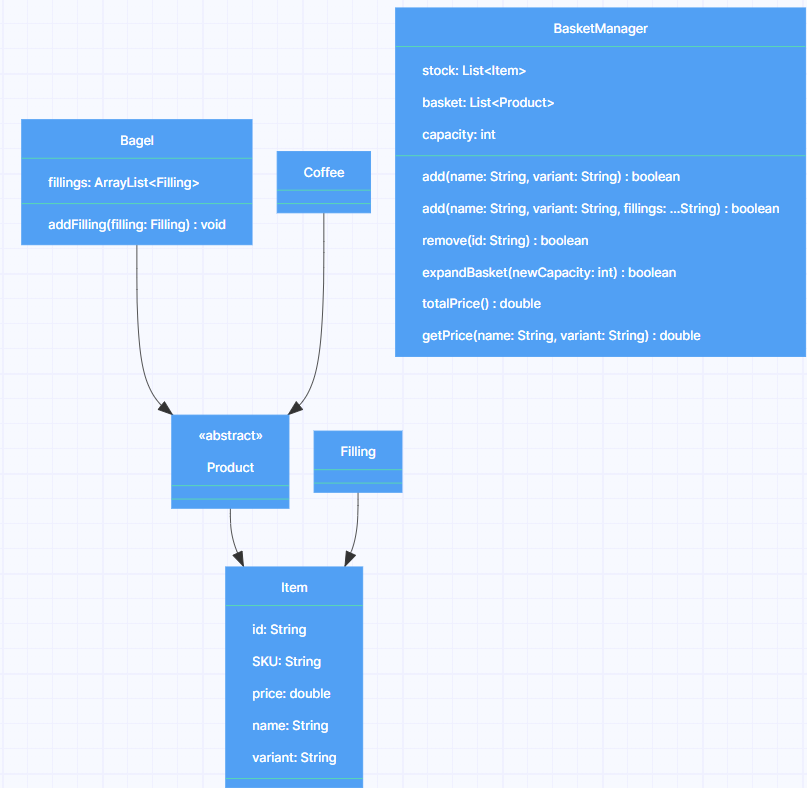 BasketManager
stock: List<Item>
basket: List<Product>
capacity: int
add(name: String, variant: String) : boolean
add(name: String, variant: String, fillings: ...String) : boolean
remove(id: String) : boolean
expandBasket(newCapacity: int) : boolean
totalPrice() : double
getPrice(name: String, variant: String) : double
Bagel
fillings: ArrayList<Filling>
addFilling(filling: Filling) : void
Coffee
«abstract»
Product
Filling
Item
id: String
SKU: String
price: double
name: String
variant: String